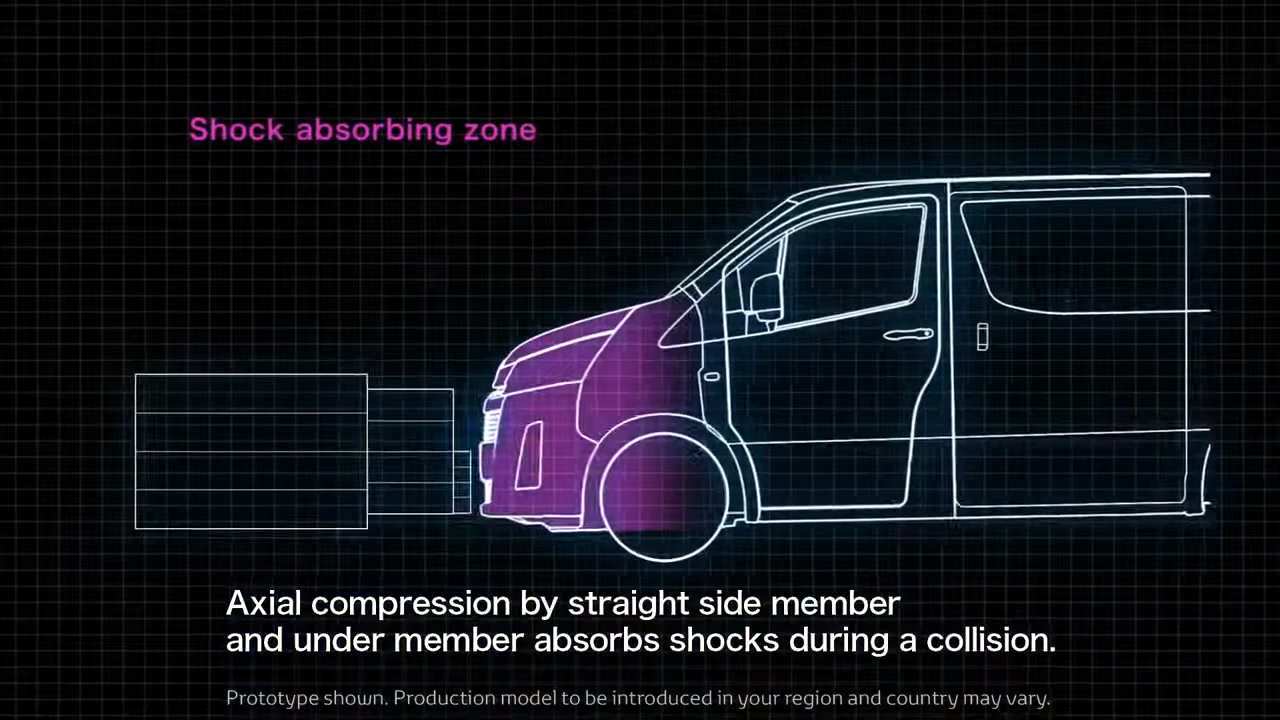 Shock absorbing zone
Axial compression by straight side member
and under member absorbs shocks during a collision.
Prototype shown. Production model to be introduced in your region and country may vary.